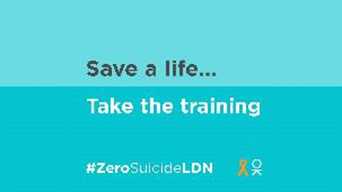 Save a life...
Take the training
#ZeroSuicideLDN